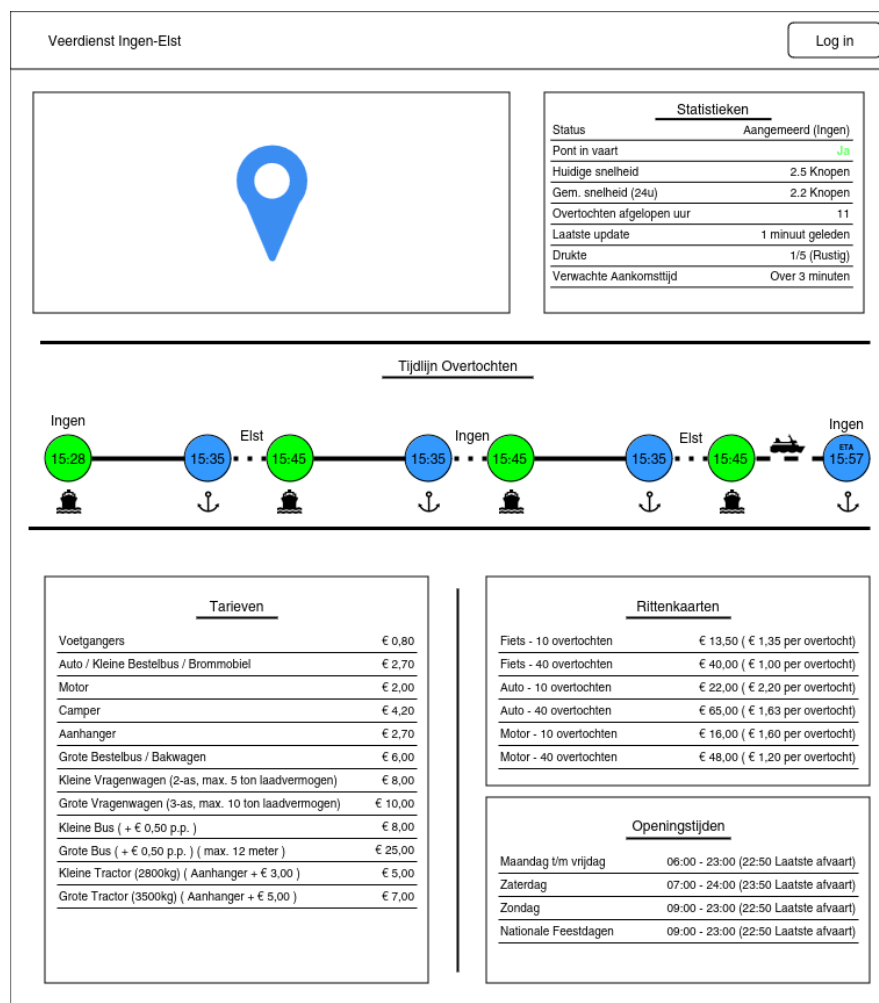 Veerdienst Ingen-Elst
Log in
Statistieken
Status Aangemeerd (Ingen)
Pont in vaart Ja
Huidige snelheid 2.5 Knopen
Gem. snelheid (24u) 2.2 Knopen
Overtochten afgelopen uur 11
Laatste update 1 minuut geleden
Drukte 1/5 (Rustig)
Verwachte Aankomsttijd Over 3 minuten
Tijdlijn Overtochten
Ingen Elst Ingen Elst Ingen
15:28 15:35 15:45 15:35 15:45 15:35 15:45 ETA 15:57
Tarieven
Voetgangers € 0,80
Auto / Kleine Bestelbus / Brommobiel € 2,70
Motor € 2,00
Camper € 4,20
Aanhanger € 2,70
Grote Bestelbus / Bakwagen € 6,00
Kleine Vragenwagen (2-as, max. 5 ton laadvermogen) € 8,00
Grote Vragenwagen (3-as, max. 10 ton laadvermogen) € 10,00
Kleine Bus ( + € 0,50 p.p. ) € 8,00
Grote Bus ( + € 0,50 p.p. ) ( max. 12 meter ) € 25,00
Kleine Tractor (2800kg) ( Aanhanger + € 3,00 ) € 5,00
Grote Tractor (3500kg) ( Aanhanger + € 5,00 ) € 7,00
Rittenkaarten
Fiets - 10 overtochten € 13,50 ( € 1,35 per overtocht)
Fiets - 40 overtochten € 40,00 ( € 1,00 per overtocht)
Auto - 10 overtochten € 22,00 ( € 2,20 per overtocht)
Auto - 40 overtochten € 65,00 ( € 1,63 per overtocht)
Motor - 10 overtochten € 16,00 ( € 1,60 per overtocht)
Motor - 40 overtochten € 48,00 ( € 1,20 per overtocht)
Openingstijden
Maandag t/m vrijdag 06:00 - 23:00 (22:50 Laatste afvaart)
Zaterdag 07:00 - 24:00 (23:50 Laatste afvaart)
Zondag 09:00 - 23:00 (22:50 Laatste afvaart)
Nationale Feestdagen 09:00 - 23:00 (22:50 Laatste afvaart)